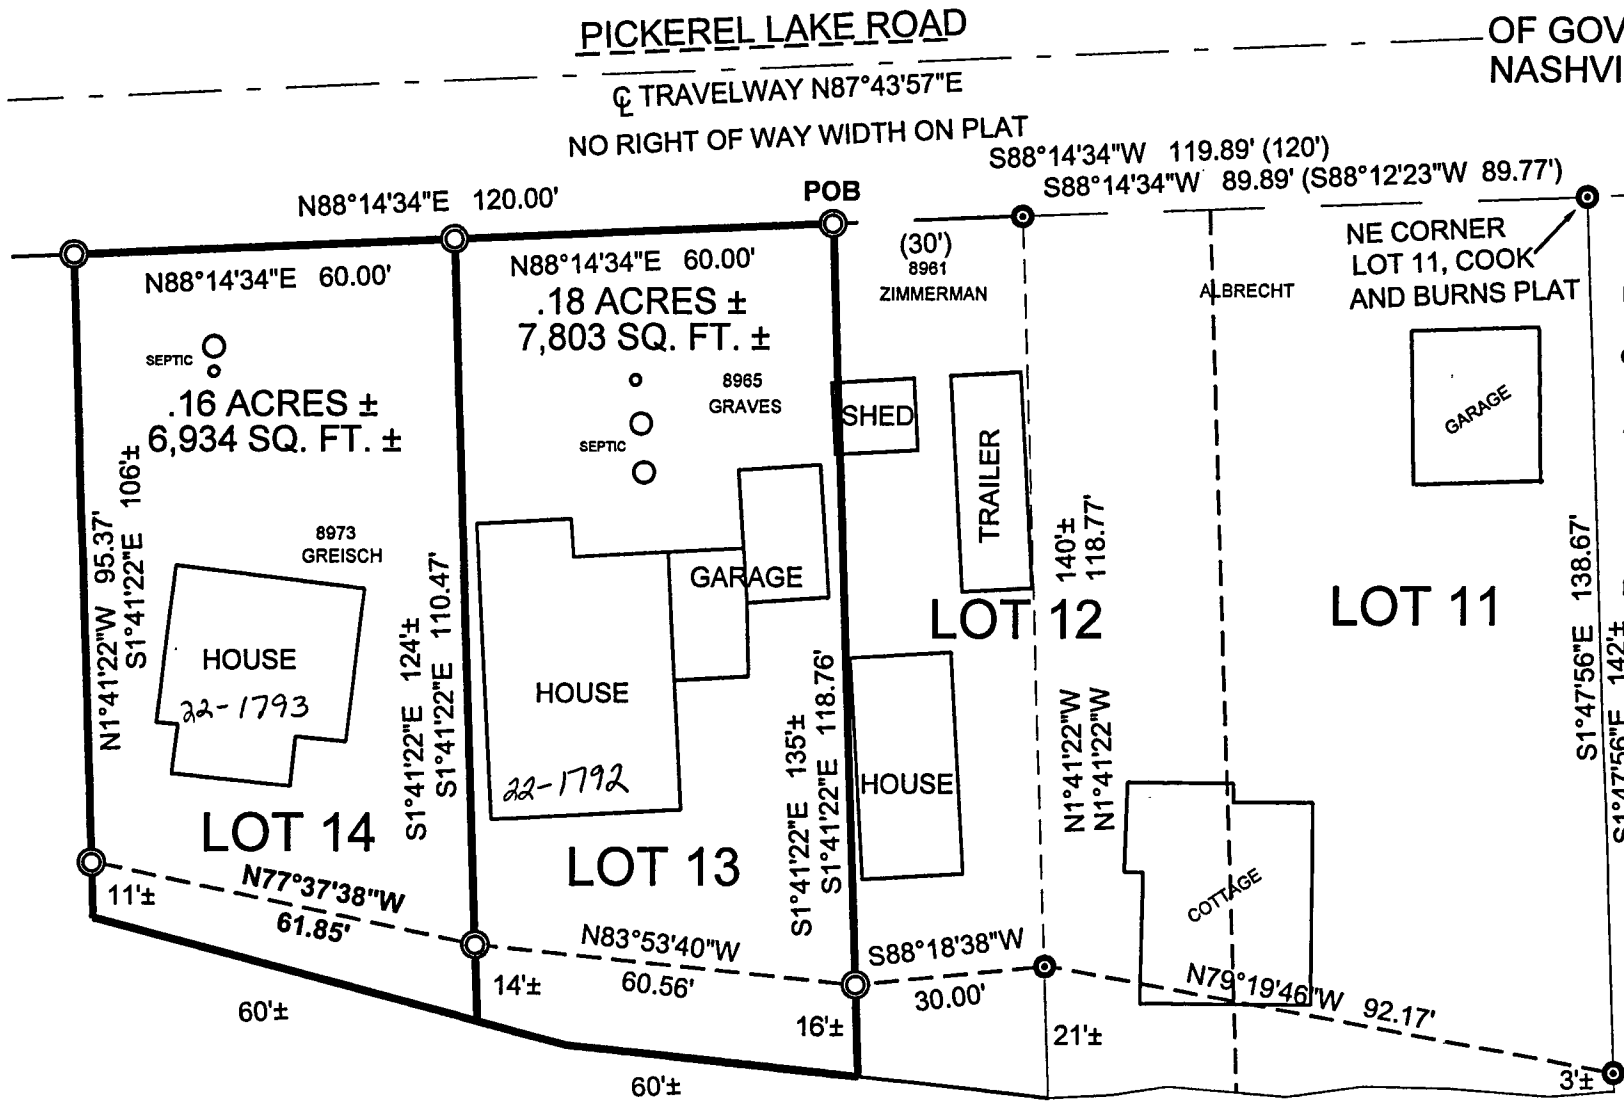 PICKEREL LAKE ROAD
OF GOV
NASHVI
℄ TRAVELWAY N87°43'57"E
NO RIGHT OF WAY WIDTH ON PLAT
S88°14'34"W 119.89' (120')
S88°14'34"W 89.89' (S88°12'23"W 89.77')
N88°14'34"E 120.00'
POB
NE CORNER
LOT 11, COOK
AND BURNS PLAT
N88°14'34"E 60.00'
N88°14'34"E 60.00'
(30')
8961
ZIMMERMAN
ALBRECHT
.18 ACRES ±
7,803 SQ. FT. ±
SEPTIC
.16 ACRES ±
6,934 SQ. FT. ±
8965
GRAVES
SEPTIC
SHED
TRAILER
GARAGE
N1°41'22"W 95.37'
S1°41'22"E 106'±
8973
GREISCH
HOUSE
22-1793
S1°41'22"E 124'±
S1°41'22"E 110.47'
GARAGE
HOUSE
22-1792
S1°41'22"E 135'±
S1°41'22"E 118.76'
HOUSE
LOT 12
N1°41'22"W 140'±
N1°41'22"W 118.77'
LOT 11
S1°47'56"E 138.67'
S1°47'56"E 142'±
COTTAGE
LOT 14
LOT 13
N77°37'38"W
61.85'
11'±
N83°53'40"W
60.56'
14'±
S88°18'38"W
30.00'
N79°19'46"W 92.17'
16'±
21'±
3'±
60'±
60'±